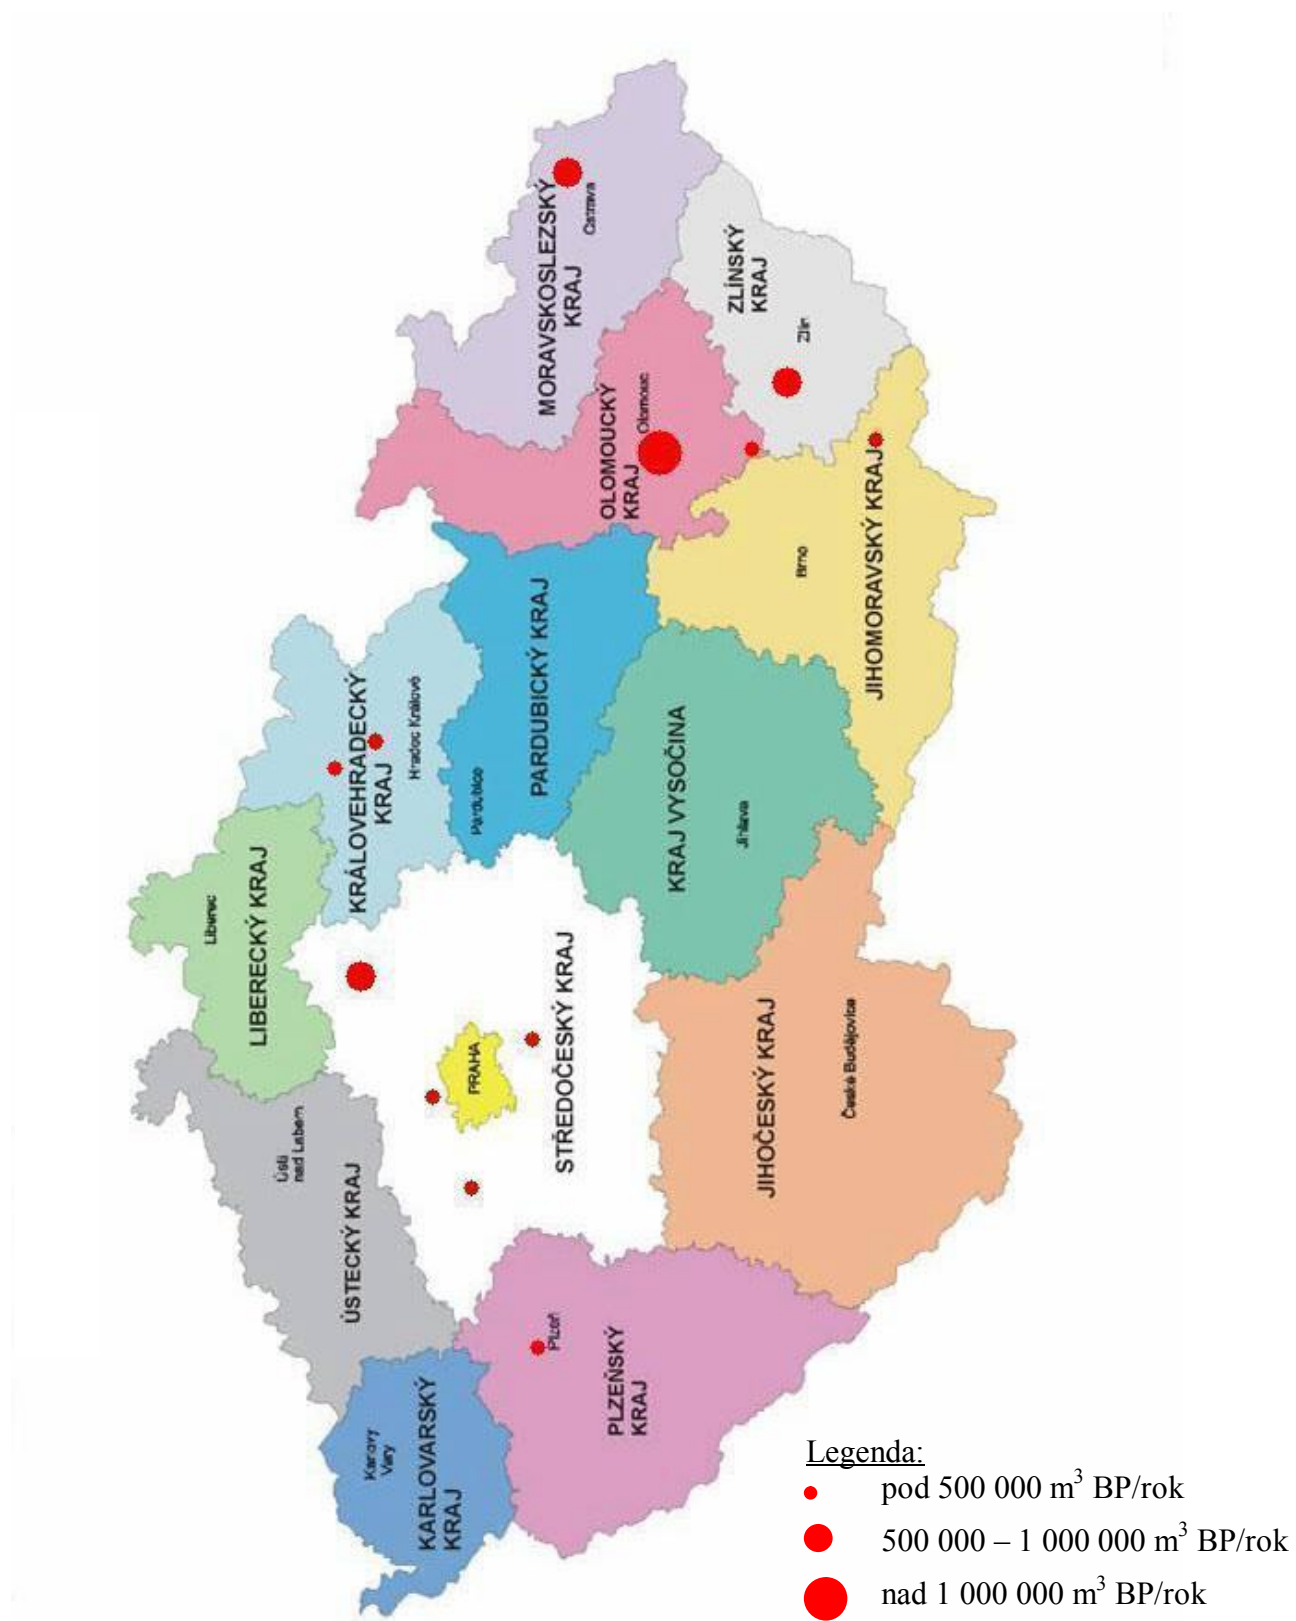 MORAVSKOSLEZSKÝ
KRAJ
Ostrava
ZLÍNSKÝ
KRAJ
Zlín
OLOMOUCKÝ
KRAJ
Olomouc
JIHOMORAVSKÝ KRAJ
Brno
PARDUBICKÝ KRAJ
Pardubice
KRÁLOVEHRADECKÝ
KRAJ
Hradec Králové
KRAJ VYSOČINA
Jihlava
LIBERECKÝ KRAJ
Liberec
STŘEDOČESKÝ KRAJ
PRAHA
JIHOČESKÝ KRAJ
České Budějovice
ÚSTECKÝ KRAJ
Ústí
nad Labem
PLZEŇSKÝ
KRAJ
Plzeň
KARLOVARSKÝ
KRAJ
Karlovy
Vary
Legenda:
pod 500 000 m³ BP/rok
500 000 – 1 000 000 m³ BP/rok
nad 1 000 000 m³ BP/rok